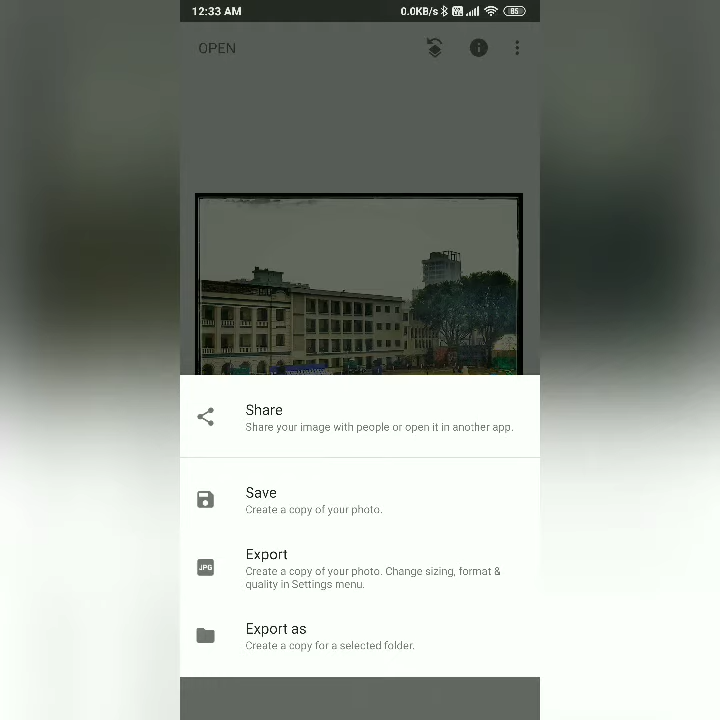 12:33 AM 0.0KB/s 85
OPEN
Share
Share your image with people or open it in another app.
Save
Create a copy of your photo.
JPG
Export
Create a copy of your photo. Change sizing, format &
quality in Settings menu.
Export as
Create a copy for a selected folder.